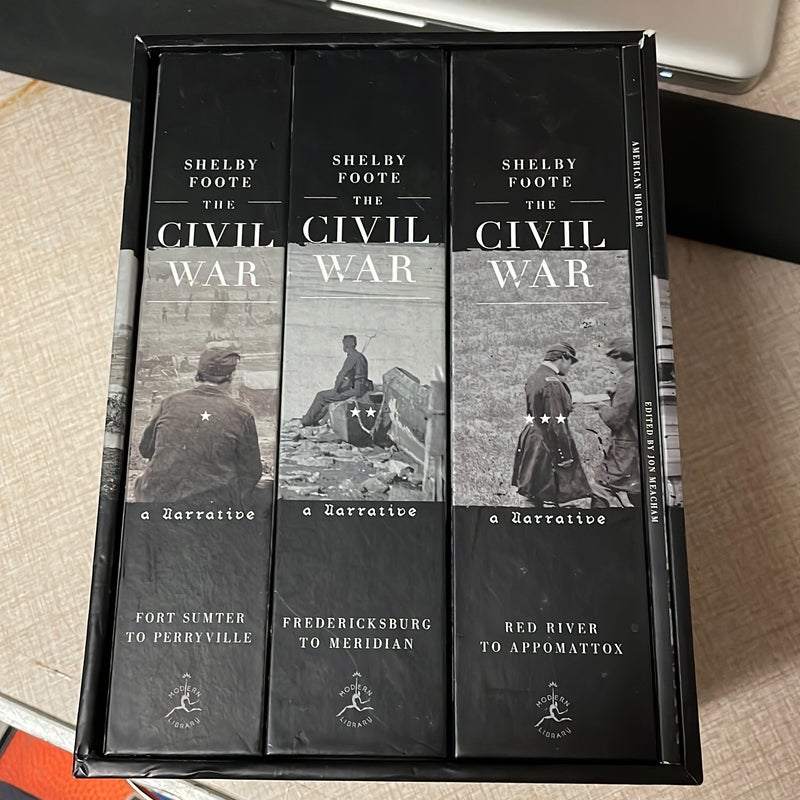 SHELBY
FOOTE
THE
CIVIL
WAR
a Narrative
FORT SUMTER
TO PERRYVILLE
MODERN
LIBRARY
SHELBY
FOOTE
THE
CIVIL
WAR
a Narrative
FREDERICKSBURG
TO MERIDIAN
MODERN
LIBRARY
SHELBY
FOOTE
THE
CIVIL
WAR
a Narrative
RED RIVER
TO APPOMATTOX
MODERN
LIBRARY
AMERICAN HOMER
EDITED BY JON MEACHAM